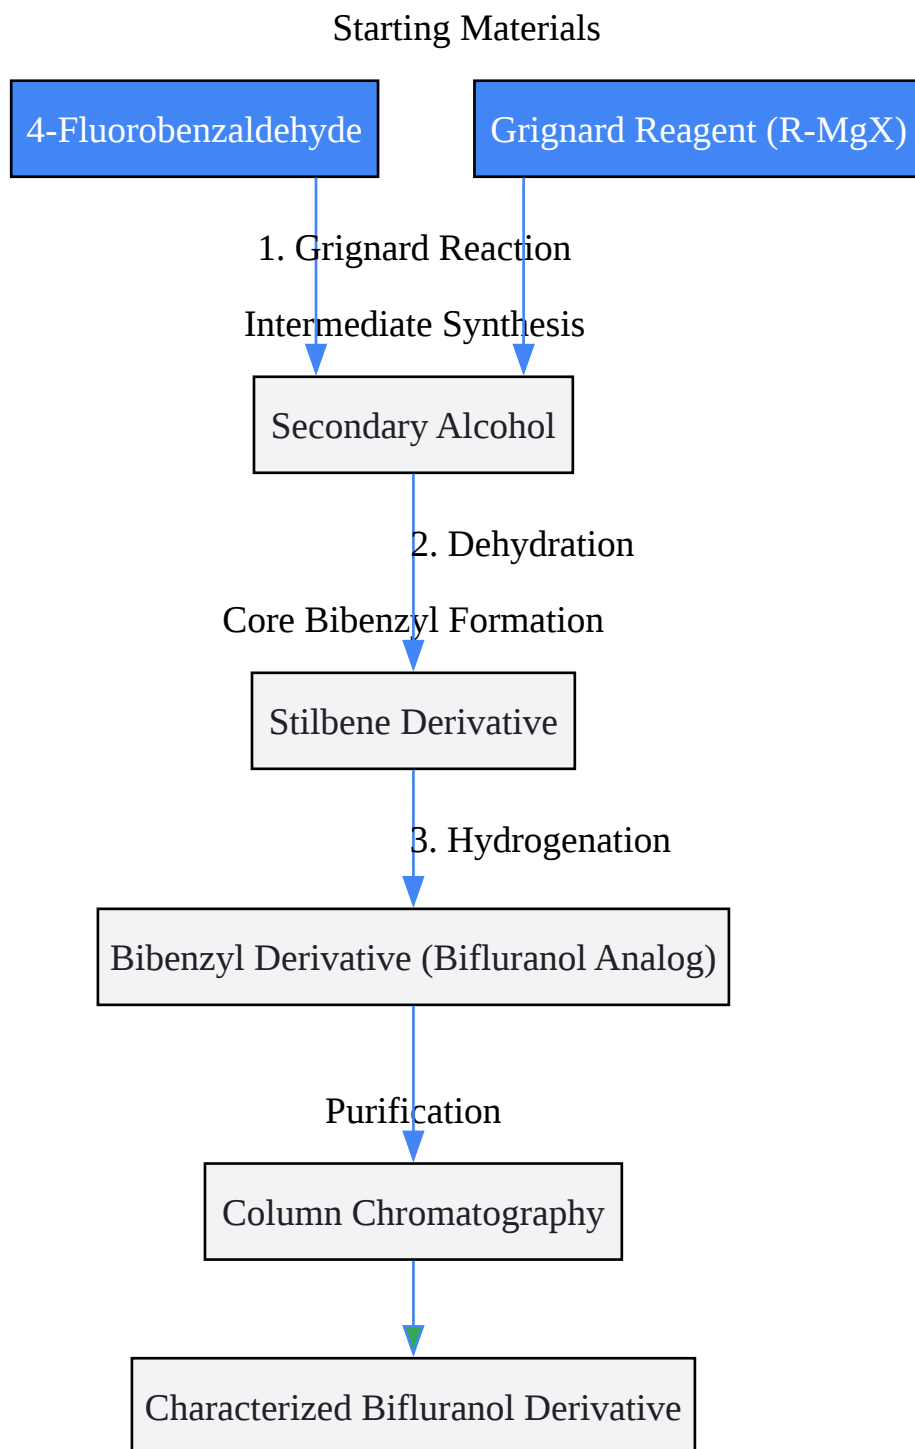 Starting Materials
4-Fluorobenzaldehyde
Grignard Reagent (R-MgX)
1. Grignard Reaction
Intermediate Synthesis
Secondary Alcohol
2. Dehydration
Core Bibenzyl Formation
Stilbene Derivative
3. Hydrogenation
Bibenzyl Derivative (Bifluranol Analog)
Purification
Column Chromatography
Characterized Bifluranol Derivative